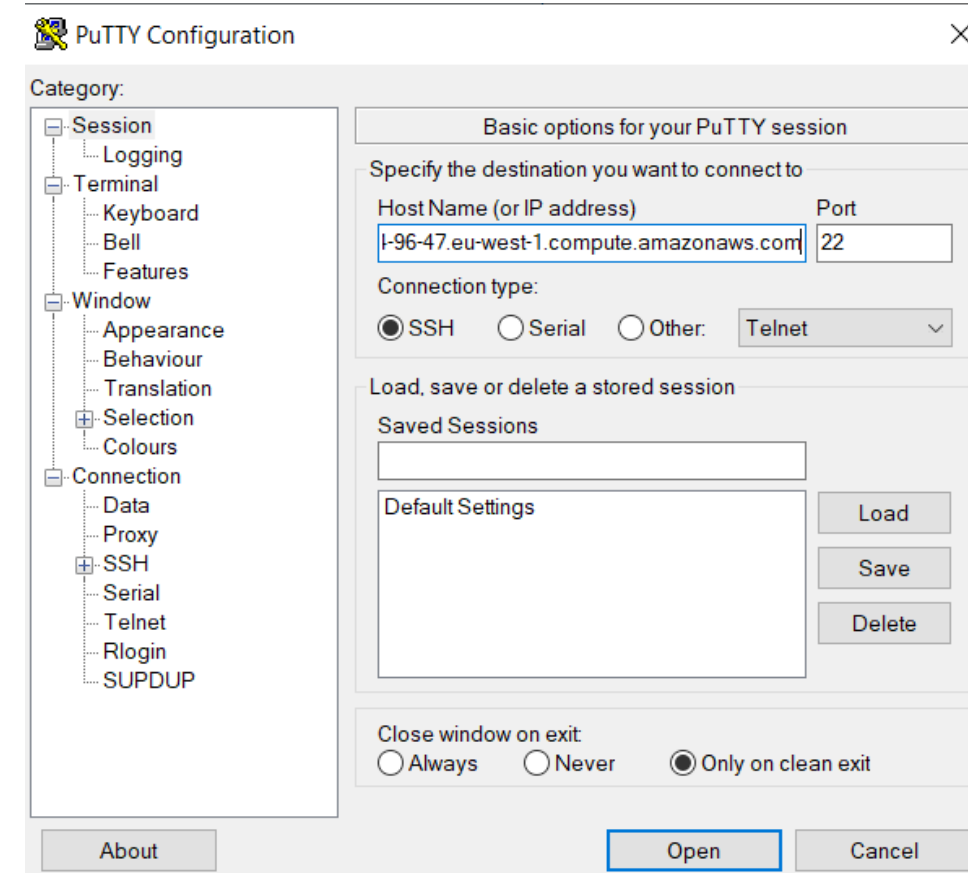 PuTTY Configuration
Category:
Session
Logging
Terminal
Keyboard
Bell
Features
Window
Appearance
Behaviour
Translation
Selection
Colours
Connection
Data
Proxy
SSH
Serial
Telnet
Rlogin
SUPDUP
Basic options for your PuTTY session
Specify the destination you want to connect to
Host Name (or IP address) Port
-96-47.eu-west-1.compute.amazonaws.com 22
Connection type:
SSH Serial Other: Telnet
Load, save or delete a stored session
Saved Sessions
Default Settings
Load
Save
Delete
Close window on exit:
Always Never Only on clean exit
About Open Cancel